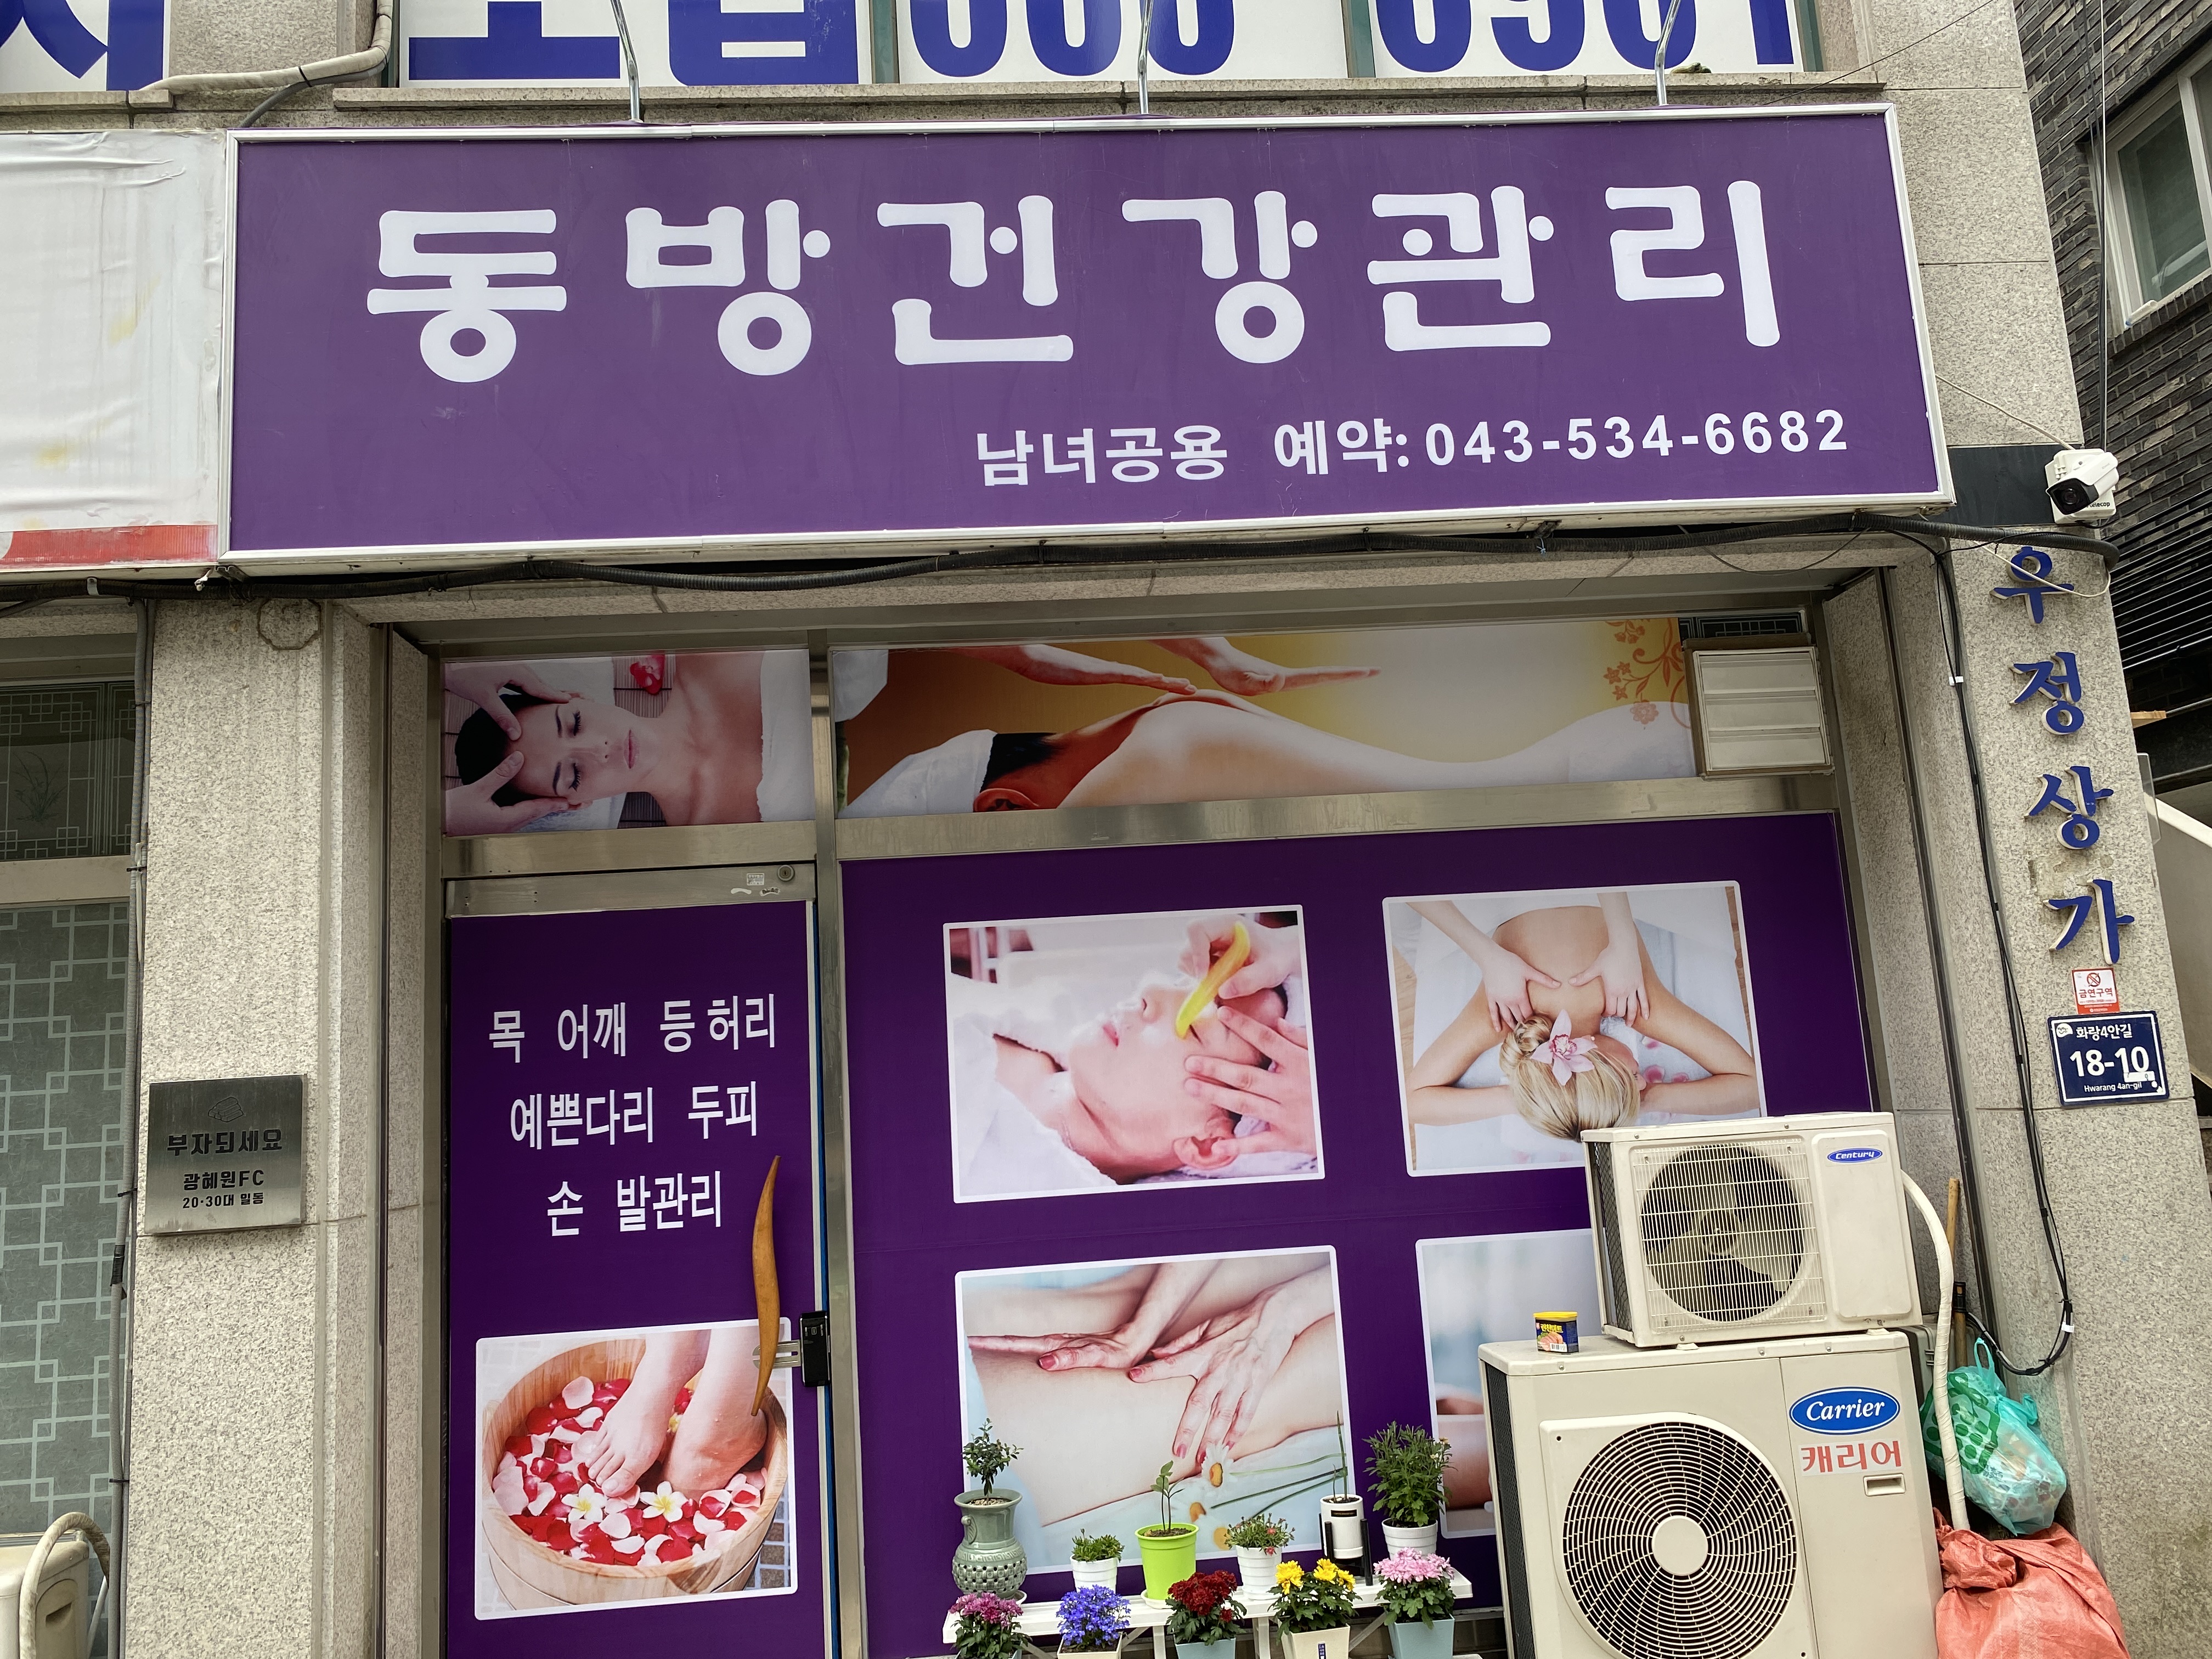 동방건강관리
남녀공용 예약: 043-534-6682
우정상가
금연구역
화랑4안길
18-10
Hwarang 4an-gil
목 어깨 등허리
예쁜다리 두피
손 발관리
부자되세요
광혜원FC
20·30대 일동
Century
Carrier
캐리어